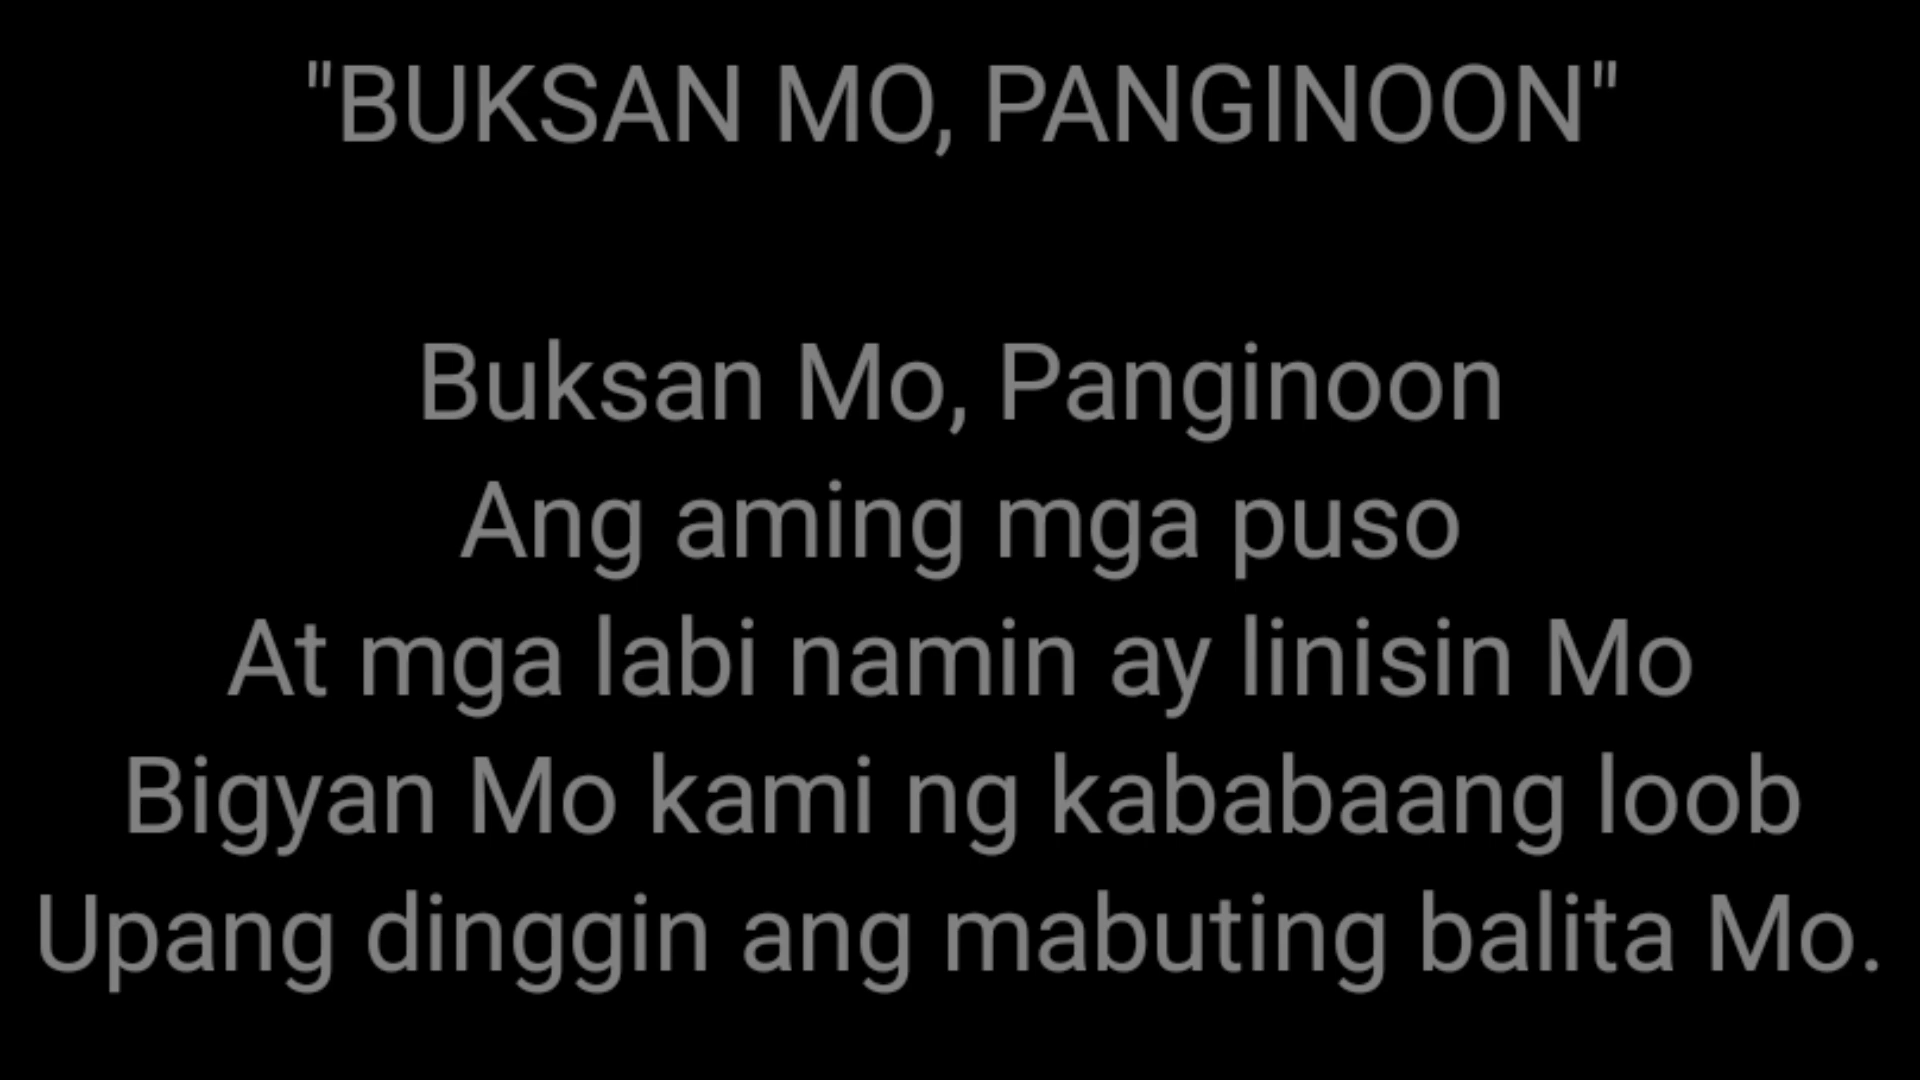 "BUKSAN MO, PANGINOON"
Buksan Mo, Panginoon
Ang aming mga puso
At mga labi namin ay linisin Mo
Bigyan Mo kami ng kababaang loob
Upang dinggin ang mabuting balita Mo.